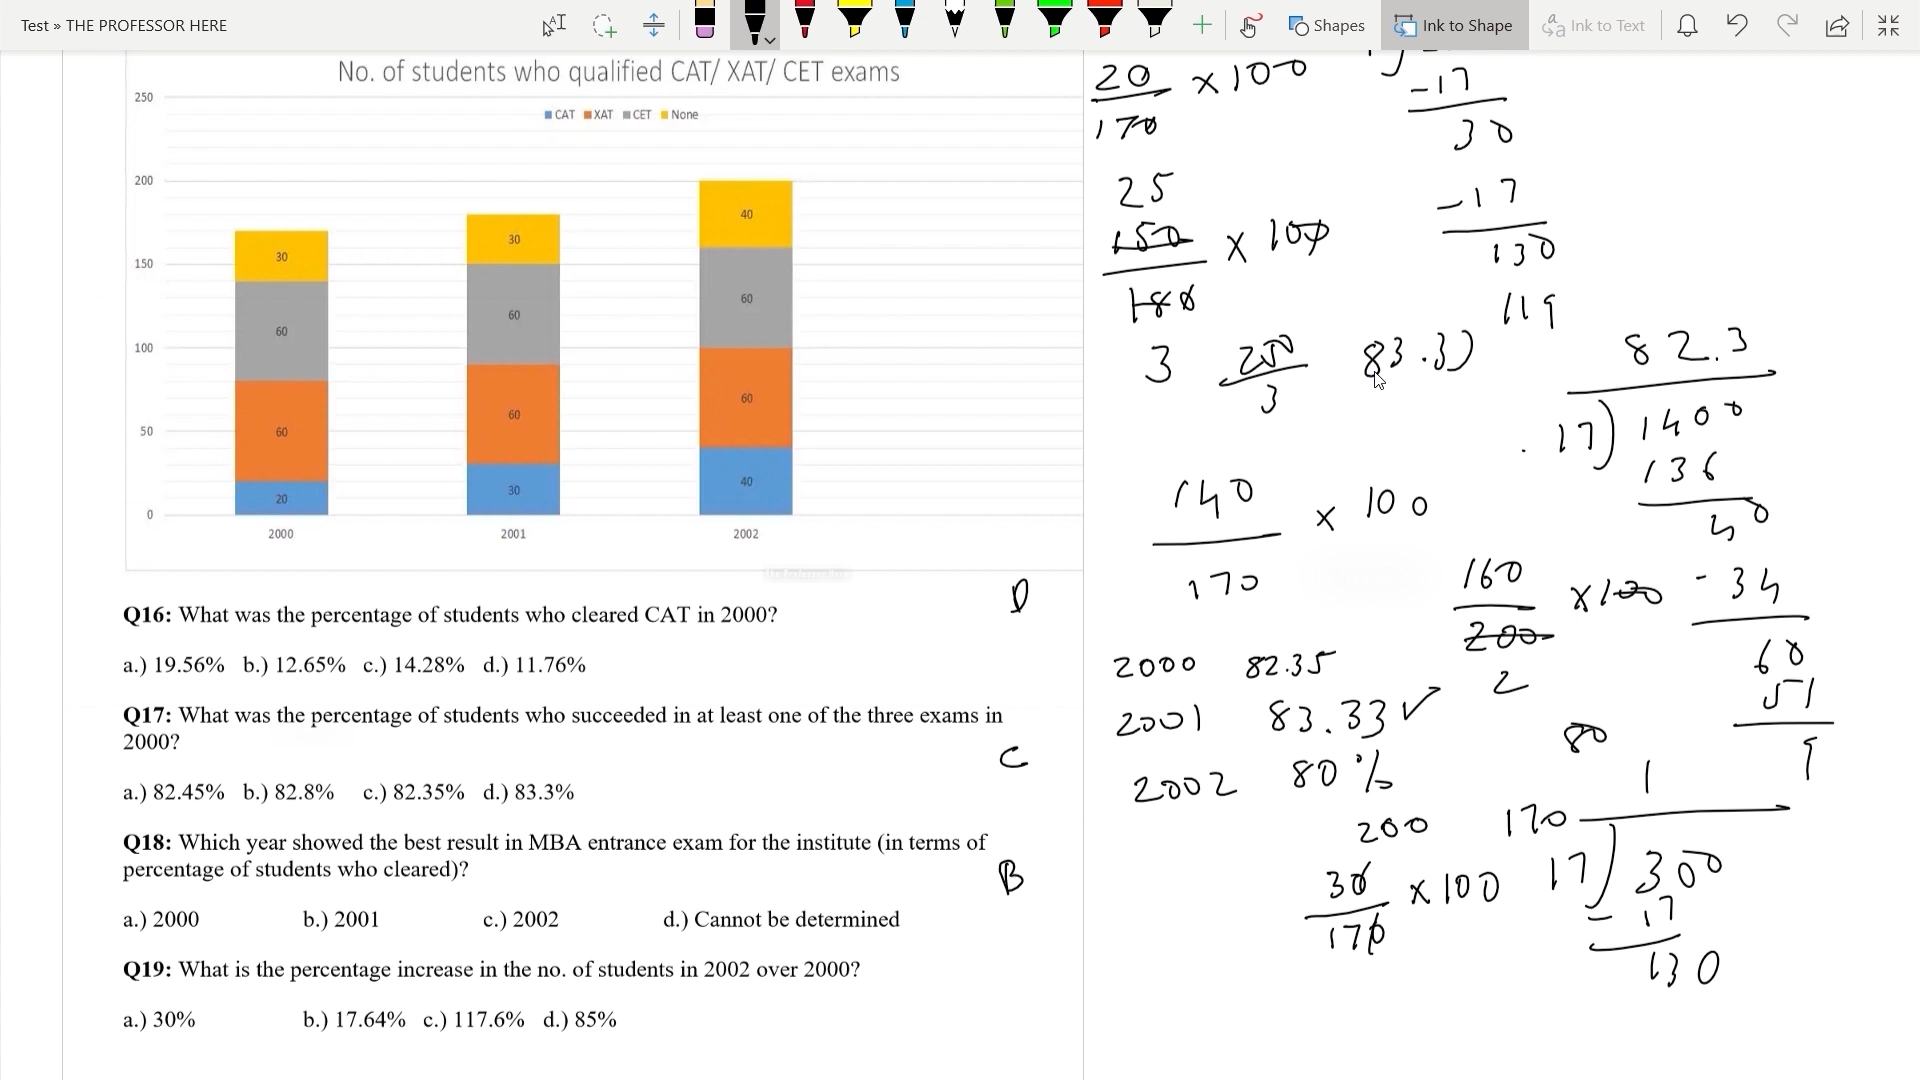 Test » THE PROFESSOR HERE
Shapes
Ink to Shape
Ink to Text
No. of students who qualified CAT/ XAT/ CET exams
CAT XAT CET None
250
200
150
100
50
0
30
60
60
20
30
60
60
30
40
60
60
40
2000 2001 2002
Q16: What was the percentage of students who cleared CAT in 2000?
D
a.) 19.56% b.) 12.65% c.) 14.28% d.) 11.76%
Q17: What was the percentage of students who succeeded in at least one of the three exams in
2000?
C
a.) 82.45% b.) 82.8% c.) 82.35% d.) 83.3%
Q18: Which year showed the best result in MBA entrance exam for the institute (in terms of
percentage of students who cleared)?
B
a.) 2000 b.) 2001 c.) 2002 d.) Cannot be determined
Q19: What is the percentage increase in the no. of students in 2002 over 2000?
a.) 30% b.) 17.64% c.) 117.6% d.) 85%
20 x 100
170
-17
30
-17
130
119
25
150 x 100
180
3
250
3
83.33
82.3
17) 1400
136
40
- 34
60
51
9
140 x 100
170
160 x 100
200
2
80
2000 82.35
2001 83.33 ✓
2002 80%
200 170
30 x 100
170
1
17) 300
- 17
130